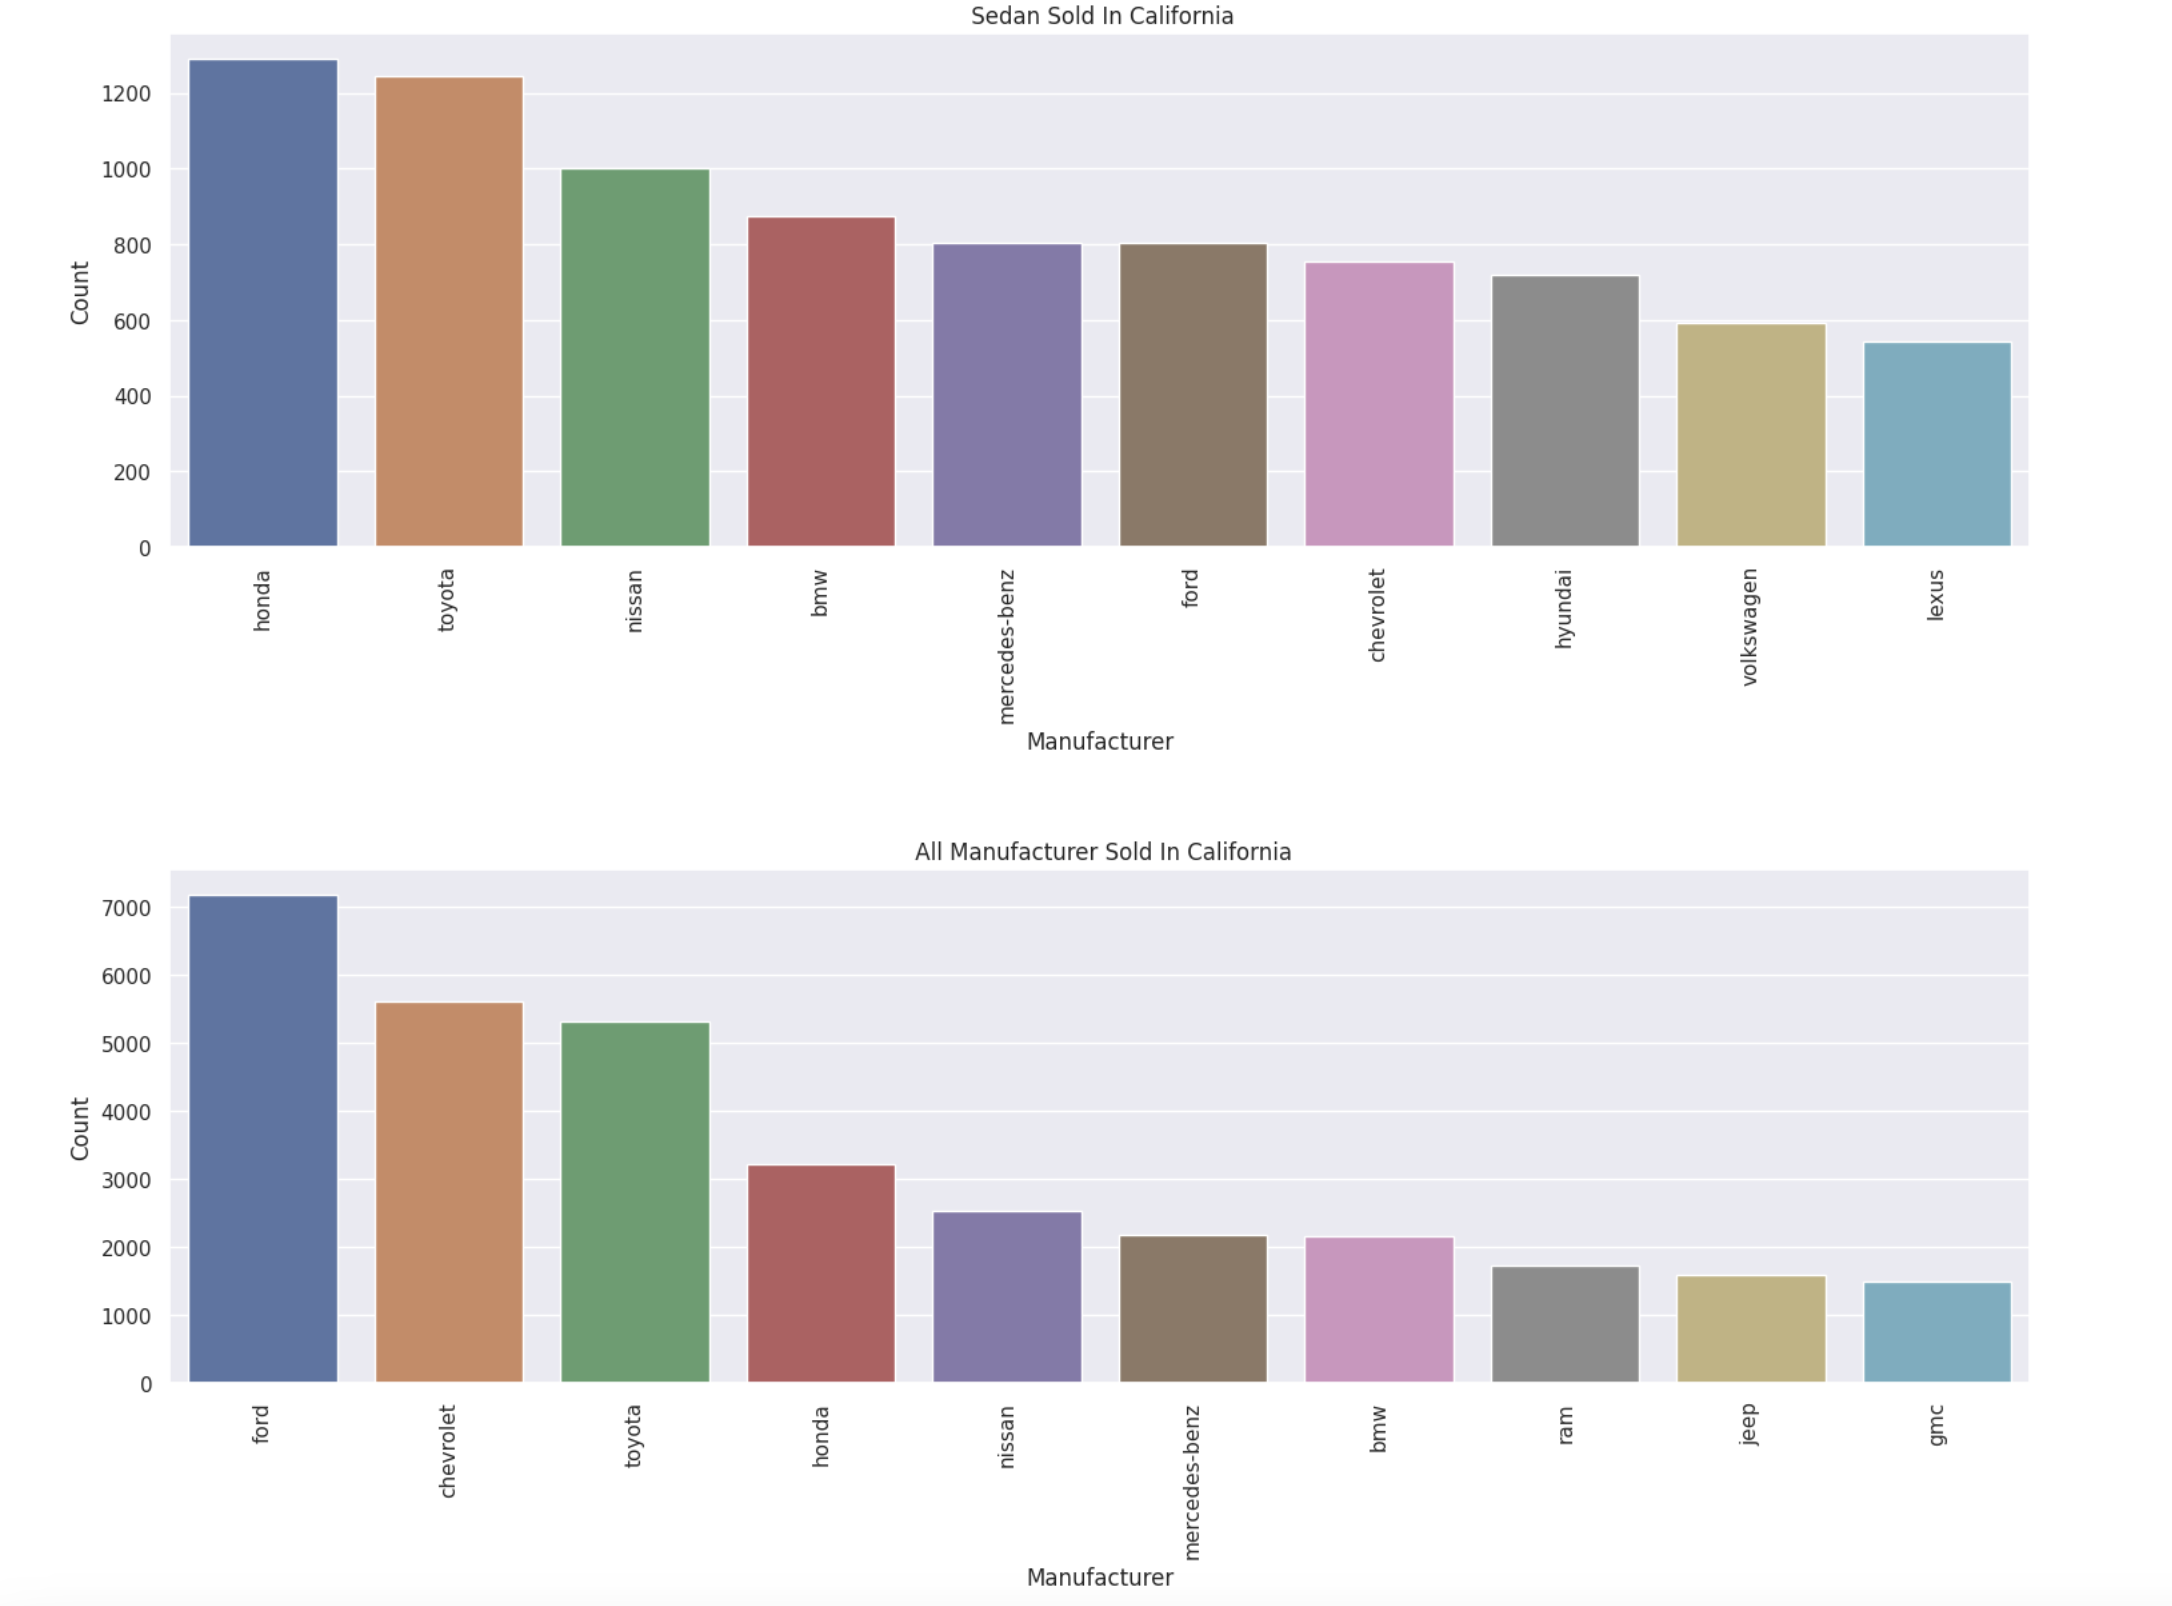 Sedan Sold In California
1200
1000
800
600
400
200
0
Count
honda
toyota
nissan
bmw
mercedes-benz
ford
chevrolet
hyundai
volkswagen
lexus
Manufacturer
All Manufacturer Sold In California
7000
6000
5000
4000
3000
2000
1000
0
Count
ford
chevrolet
toyota
honda
nissan
mercedes-benz
bmw
ram
jeep
gmc
Manufacturer